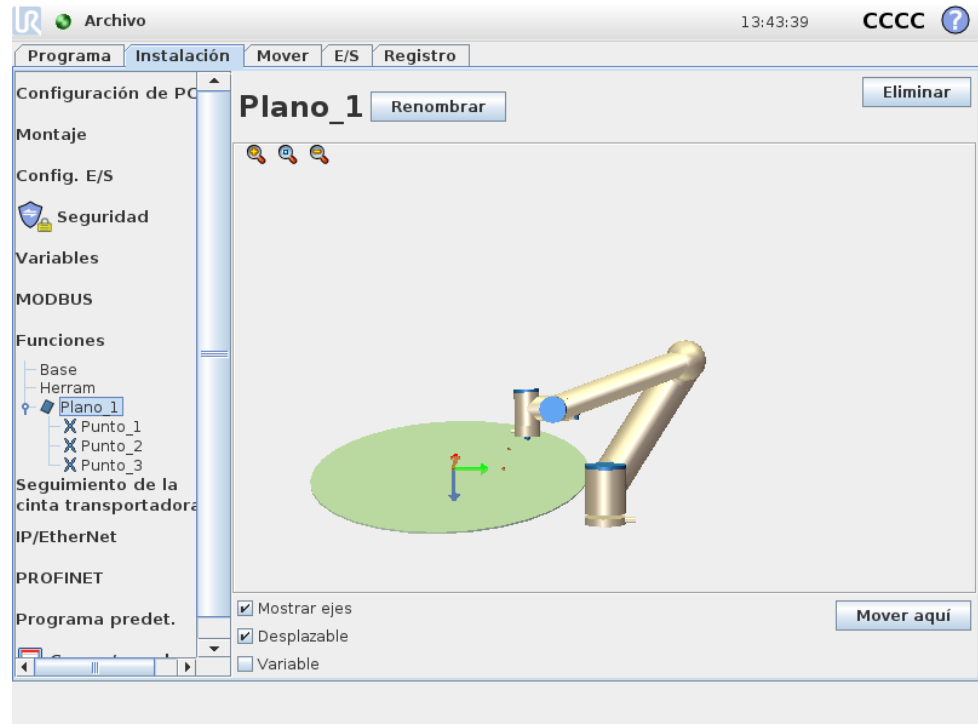 UR Archivo 13:43:39 CCCC ?
Programa Instalación Mover E/S Registro
Configuración de PC
Montaje
Config. E/S
Seguridad
Variables
MODBUS
Funciones
Base
Herram
Plano_1
Punto_1
Punto_2
Punto_3
Seguimiento de la
cinta transportadora
IP/EtherNet
PROFINET
Programa predet.
Plano_1 Renombrar Eliminar
Mostrar ejes
Desplazable
Variable
Mover aquí